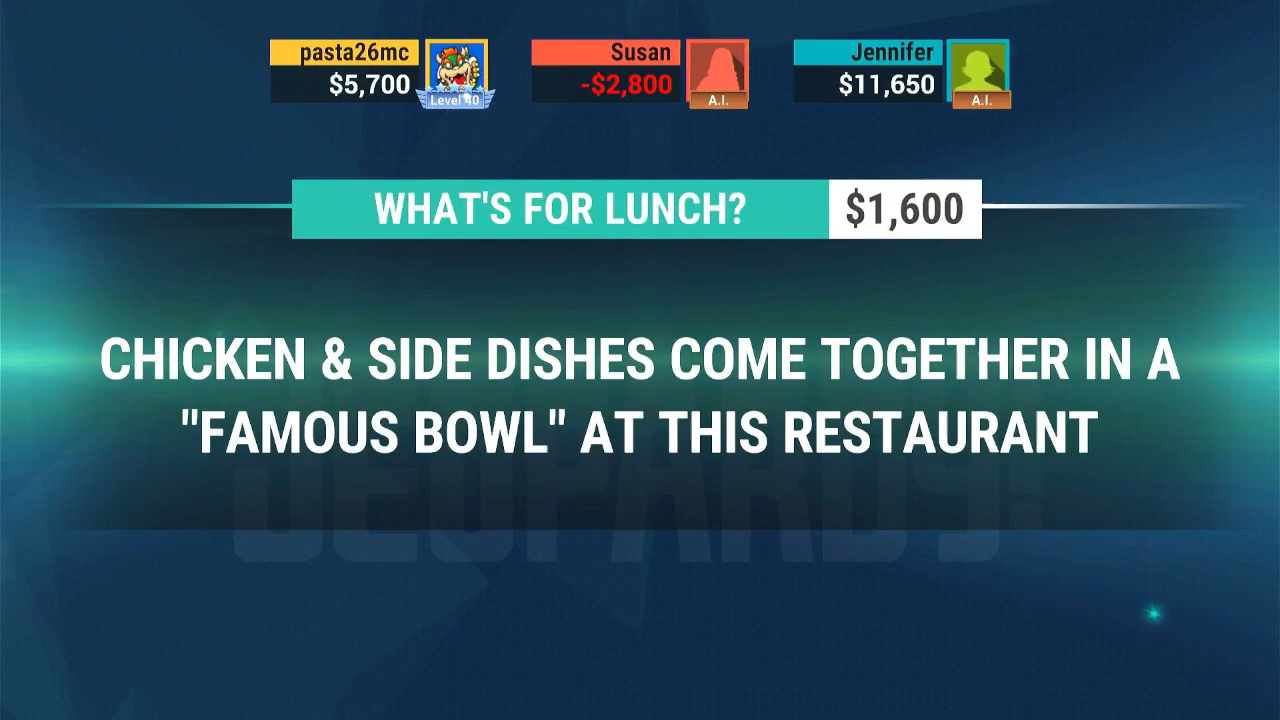 pasta26mc
$5,700
Level 40
Susan
-$2,800
A.I.
Jennifer
$11,650
A.I.
WHAT'S FOR LUNCH? $1,600
CHICKEN & SIDE DISHES COME TOGETHER IN A
"FAMOUS BOWL" AT THIS RESTAURANT
JEOPARDY!